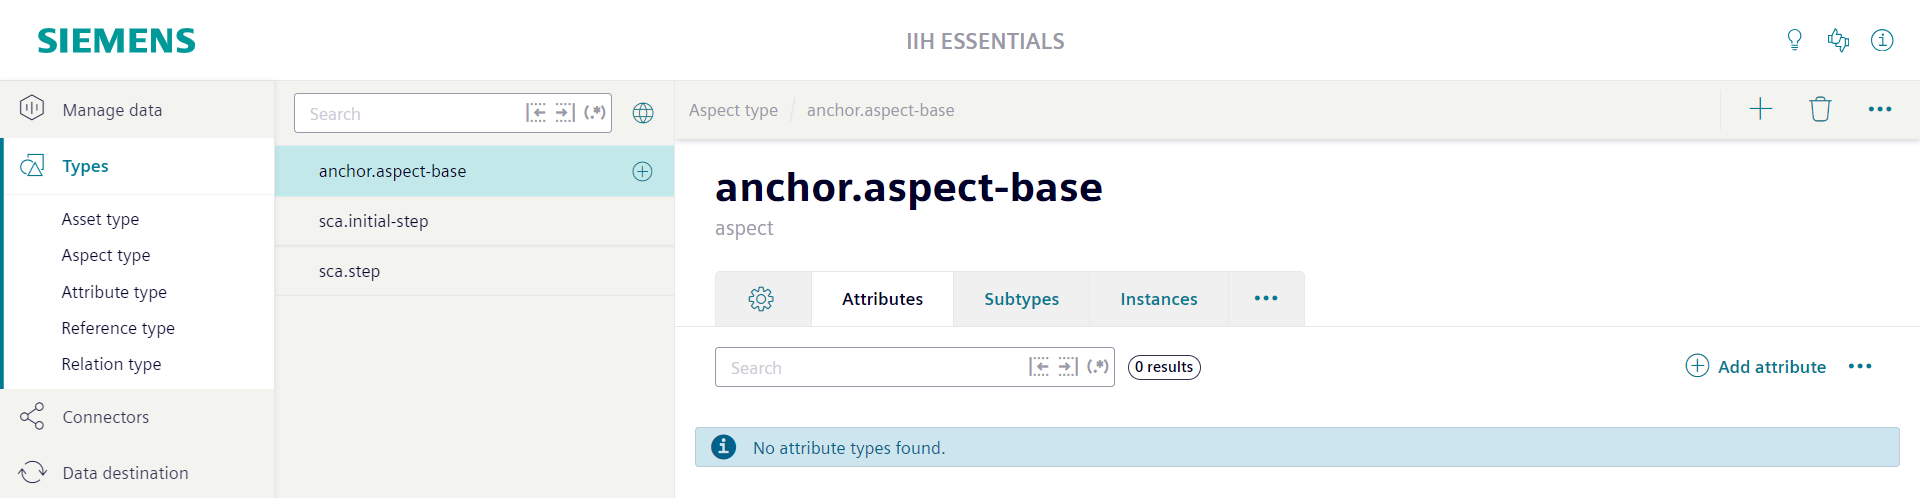 SIEMENS
IIH ESSENTIALS
Manage data
Types
Asset type
Aspect type
Attribute type
Reference type
Relation type
Connectors
Data destination
Search
(.*)
anchor.aspect-base
sca.initial-step
sca.step
Aspect type / anchor.aspect-base
anchor.aspect-base
aspect
Attributes Subtypes Instances
Search (.*) 0 results Add attribute
No attribute types found.